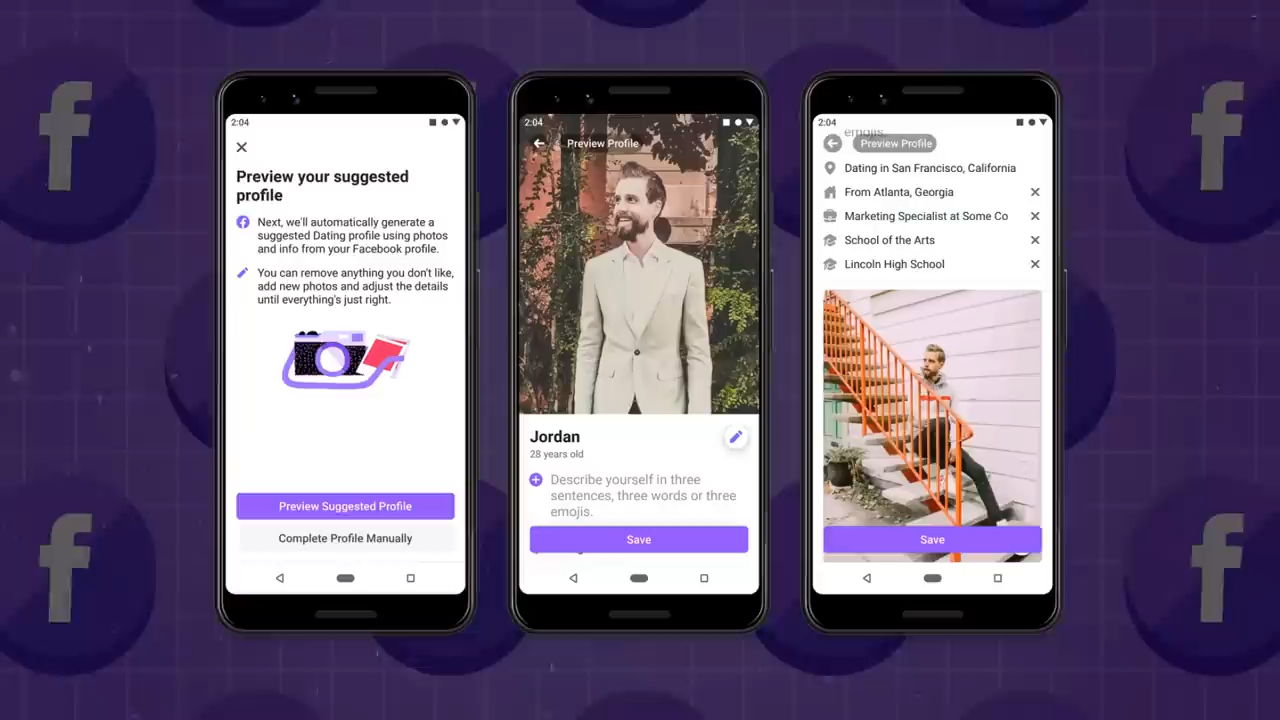 f
f
2:04
Preview your suggested
profile
Next, we'll automatically generate a
suggested Dating profile using photos
and info from your Facebook profile.
You can remove anything you don't like,
add new photos and adjust the details
until everything's just right.
Preview Suggested Profile
Complete Profile Manually
2:04
Preview Profile
Jordan
28 years old
Describe yourself in three
sentences, three words or three
emojis.
Save
2:04
emojis.
Preview Profile
Dating in San Francisco, California
From Atlanta, Georgia
Marketing Specialist at Some Co
School of the Arts
Lincoln High School
Save
f
f